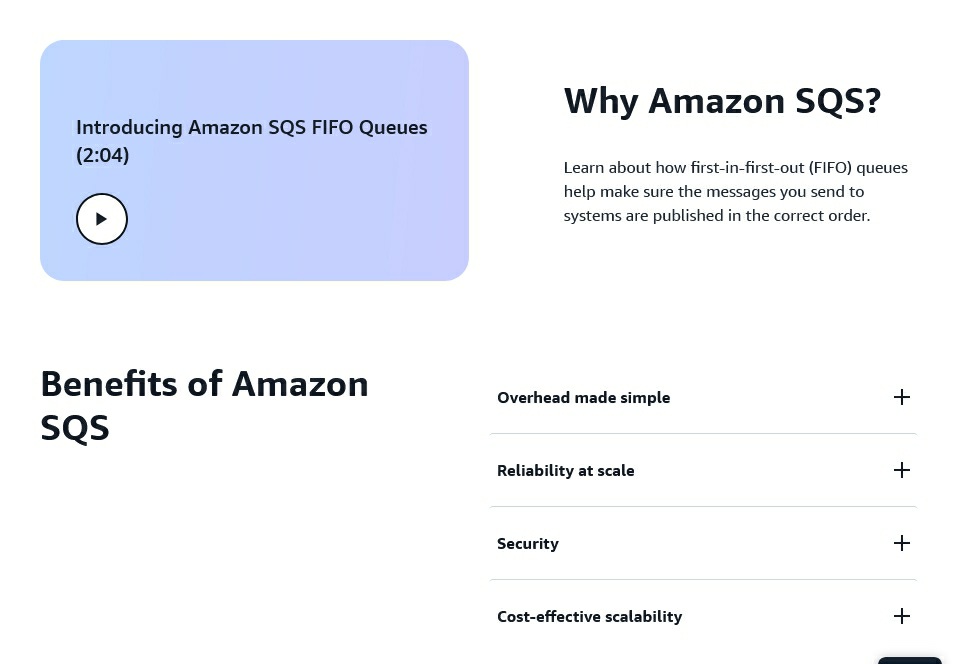 Introducing Amazon SQS FIFO Queues
(2:04)
Why Amazon SQS?
Learn about how first-in-first-out (FIFO) queues
help make sure the messages you send to
systems are published in the correct order.
Benefits of Amazon
SQS
Overhead made simple
Reliability at scale
Security
Cost-effective scalability